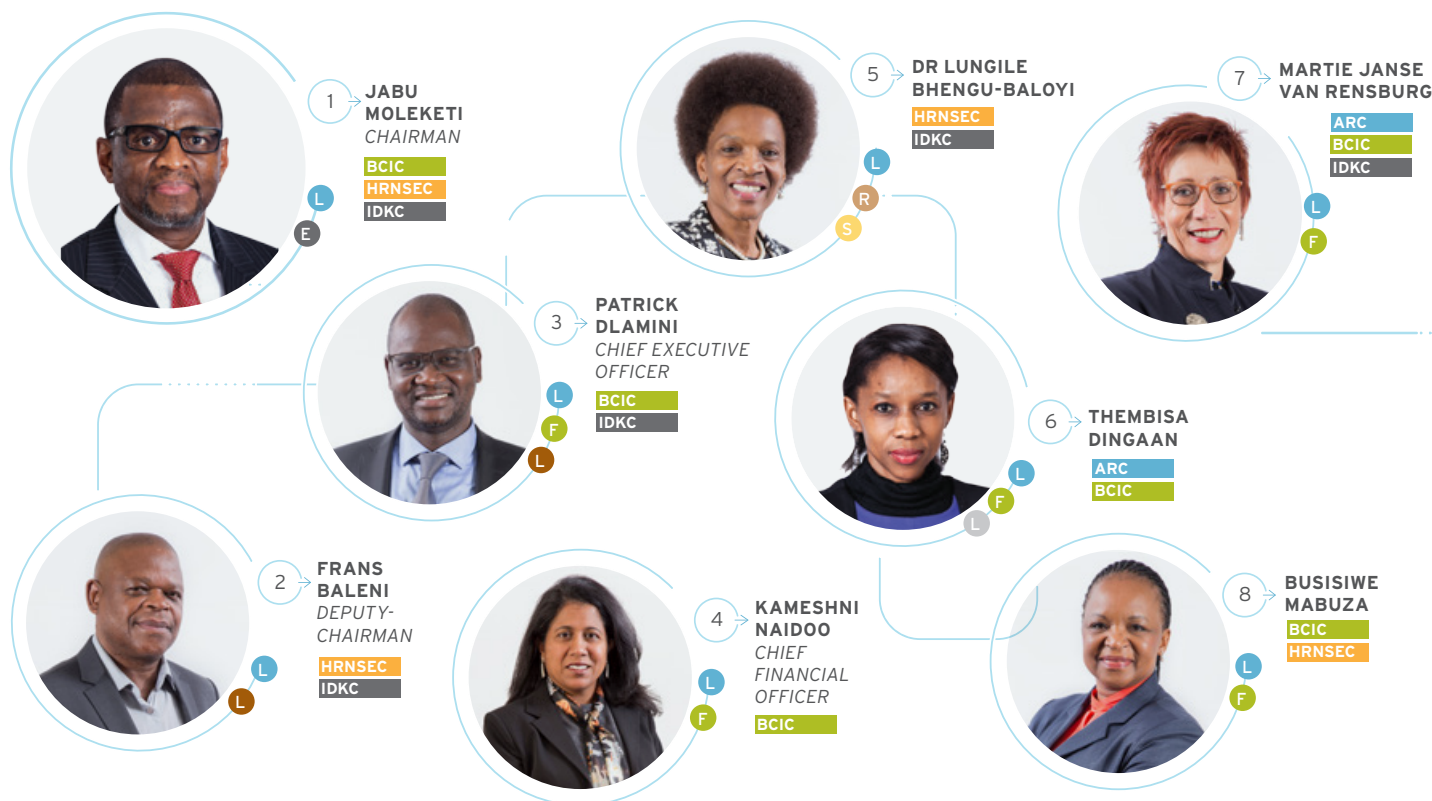 1
JABU
MOLEKETI
CHAIRMAN
BCIC
HRNSEC
IDKC
L
E
2
FRANS
BALENI
DEPUTY-
CHAIRMAN
HRNSEC
IDKC
L
L
3
PATRICK
DLAMINI
CHIEF EXECUTIVE
OFFICER
BCIC
IDKC
L
F
L
4
KAMESHNI
NAIDOO
CHIEF
FINANCIAL
OFFICER
BCIC
L
F
5
DR LUNGILE
BHENGU-BALOYI
HRNSEC
IDKC
L
R
S
6
THEMBISA
DINGAAN
ARC
BCIC
L
F
L
7
MARTIE JANSE
VAN RENSBURG
ARC
BCIC
IDKC
L
F
8
BUSISIWE
MABUZA
BCIC
HRNSEC
L
F